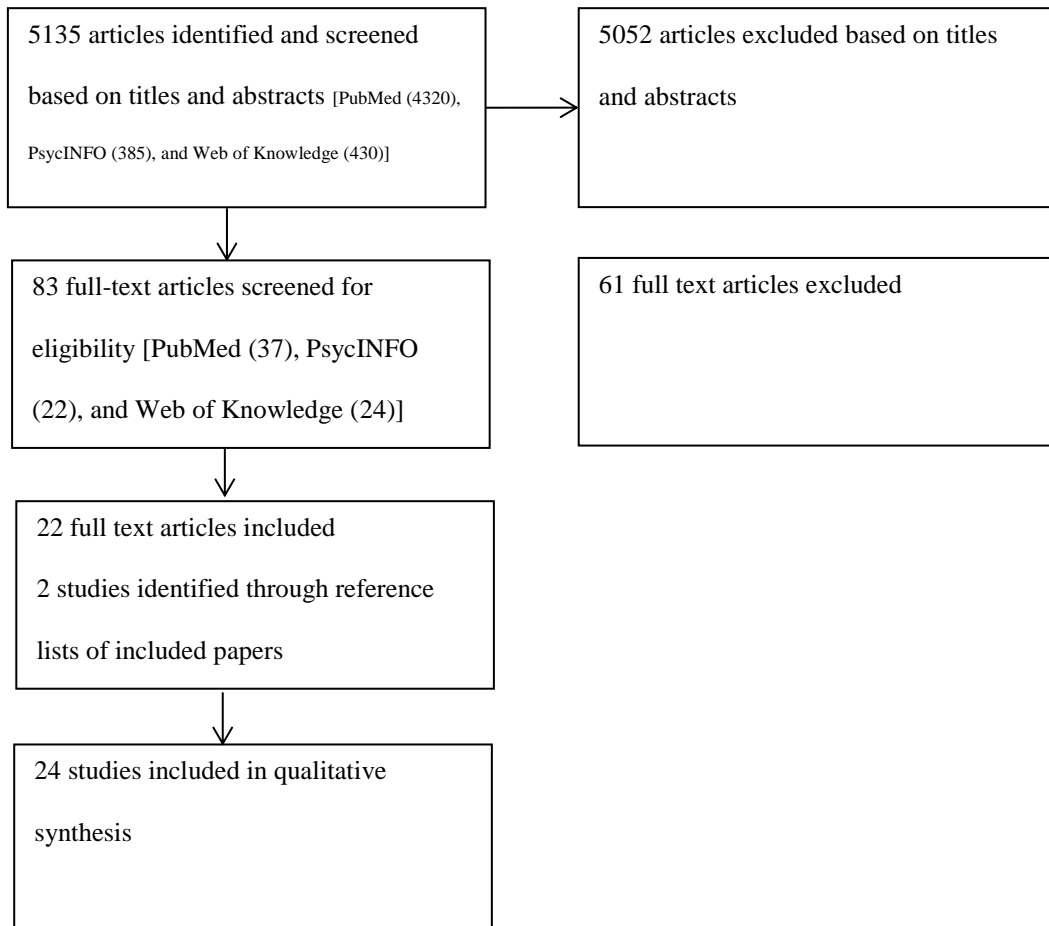 5135 articles identified and screened
based on titles and abstracts [PubMed (4320),
PsycINFO (385), and Web of Knowledge (430)]
5052 articles excluded based on titles
and abstracts
83 full-text articles screened for
eligibility [PubMed (37), PsycINFO
(22), and Web of Knowledge (24)]
61 full text articles excluded
22 full text articles included
2 studies identified through reference
lists of included papers
24 studies included in qualitative
synthesis